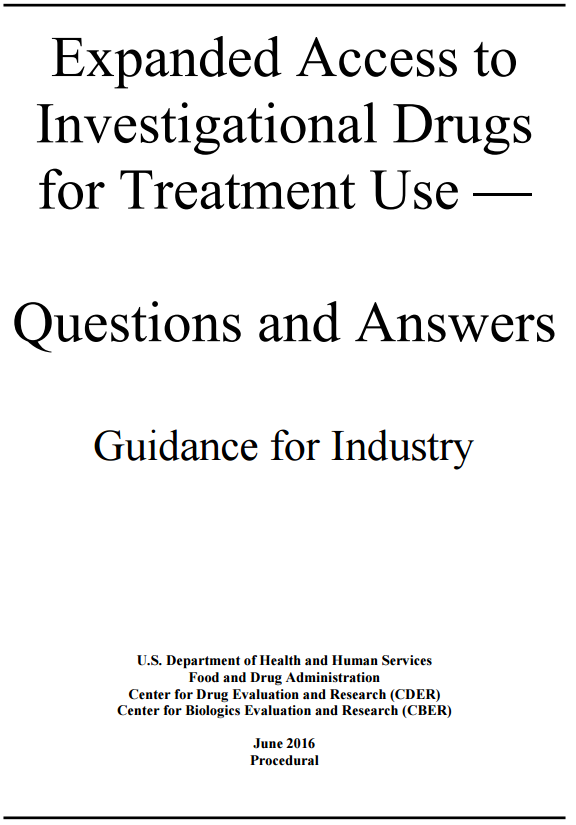 Expanded Access to
Investigational Drugs
for Treatment Use —
Questions and Answers
Guidance for Industry
U.S. Department of Health and Human Services
Food and Drug Administration
Center for Drug Evaluation and Research (CDER)
Center for Biologics Evaluation and Research (CBER)
June 2016
Procedural